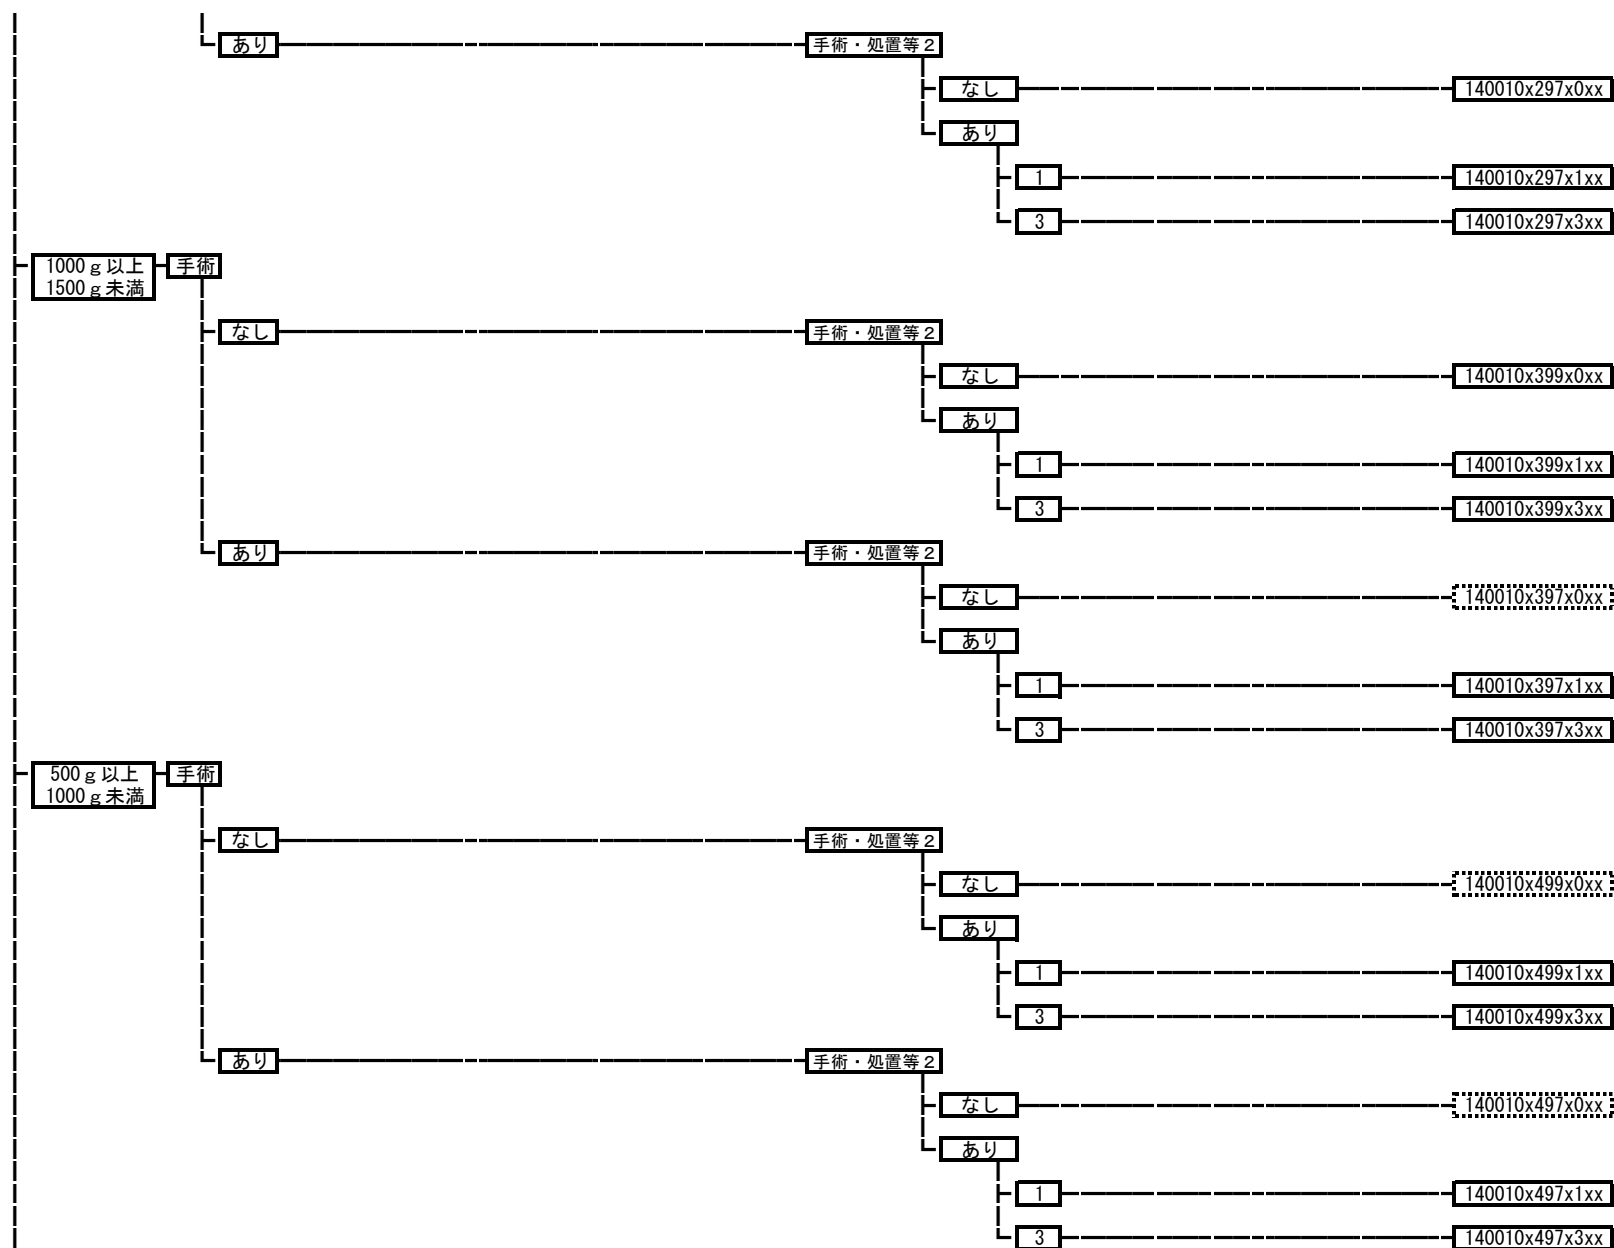 あり 手術・処置等2
なし 140010x297x0xx
あり
1 140010x297x1xx
3 140010x297x3xx
1000g以上 手術
1500g未満
なし 手術・処置等2
なし 140010x399x0xx
あり
1 140010x399x1xx
3 140010x399x3xx
あり 手術・処置等2
なし 140010x397x0xx
あり
1 140010x397x1xx
3 140010x397x3xx
500g以上 手術
1000g未満
なし 手術・処置等2
なし 140010x499x0xx
あり
1 140010x499x1xx
3 140010x499x3xx
あり 手術・処置等2
なし 140010x497x0xx
あり
1 140010x497x1xx
3 140010x497x3xx